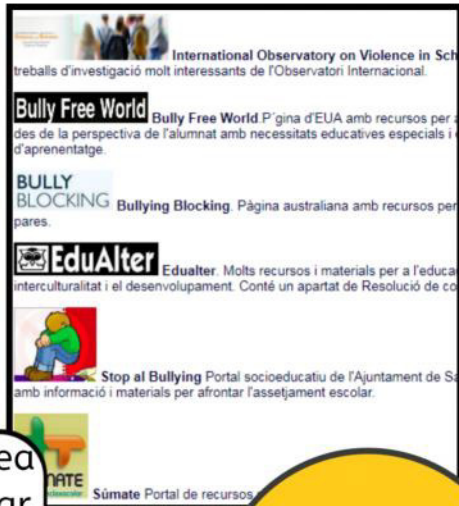 International Observatory on Violence in Sch
treballs d'investigació molt interessants de l'Observatori Internacional.
Bully Free World Bully Free World.P´gina d'EUA amb recursos per a
des de la perspectiva de l'alumnat amb necessitats educatives especials i
d'aprenentatge.
BULLY
BLOCKING Bullying Blocking. Pàgina australiana amb recursos per
pares.
EduAlter Edualter. Molts recursos i materials per a l'educa
interculturalitat i el desenvolupament. Conté un apartat de Resolució de co
Stop al Bullying Portal socioeducatiu de l'Ajuntament de Sa
amb informació i materials per afrontar l'assetjament escolar.
ea
NATE
ar
Súmate Portal de recursos